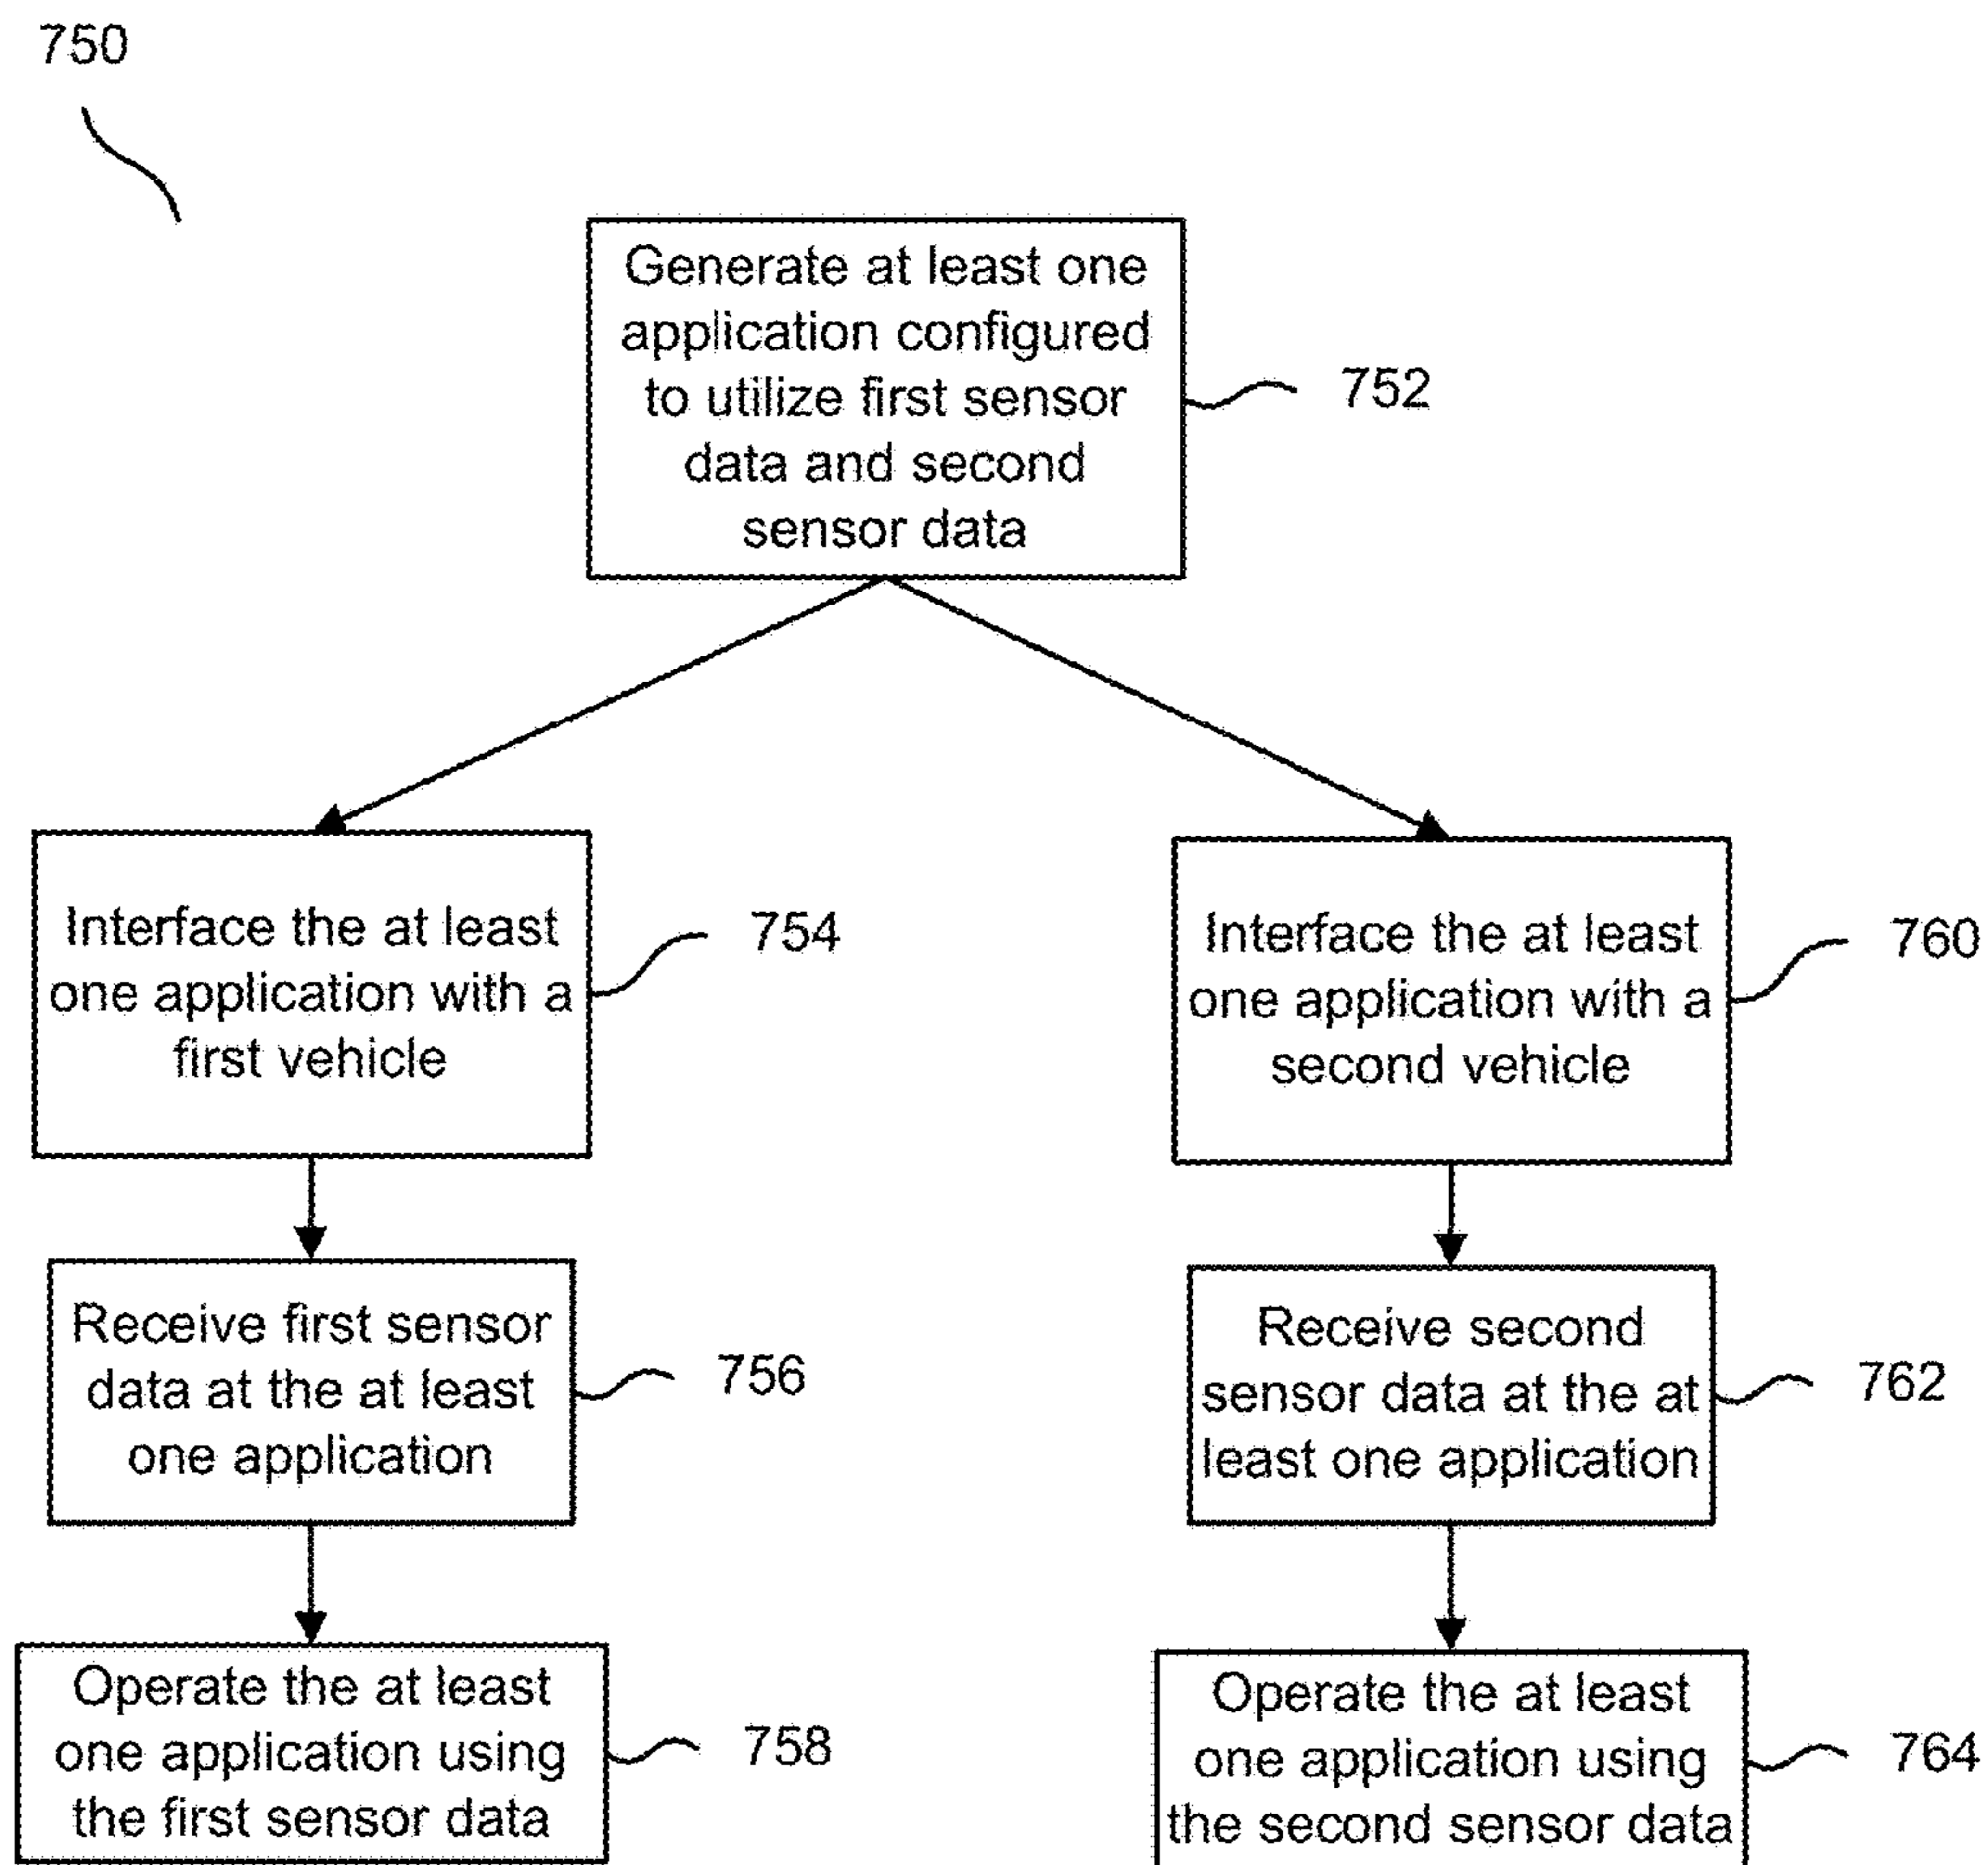 750
Generate at least one
application configured
to utilize first sensor
data and second
sensor data
752
Interface the at least
one application with a
first vehicle
754
Interface the at least
one application with a
second vehicle
760
Receive first sensor
data at the at least
one application
756
Receive second
sensor data at the at
least one application
762
Operate the at least
one application using
the first sensor data
758
Operate the at least
one application using
the second sensor data
764